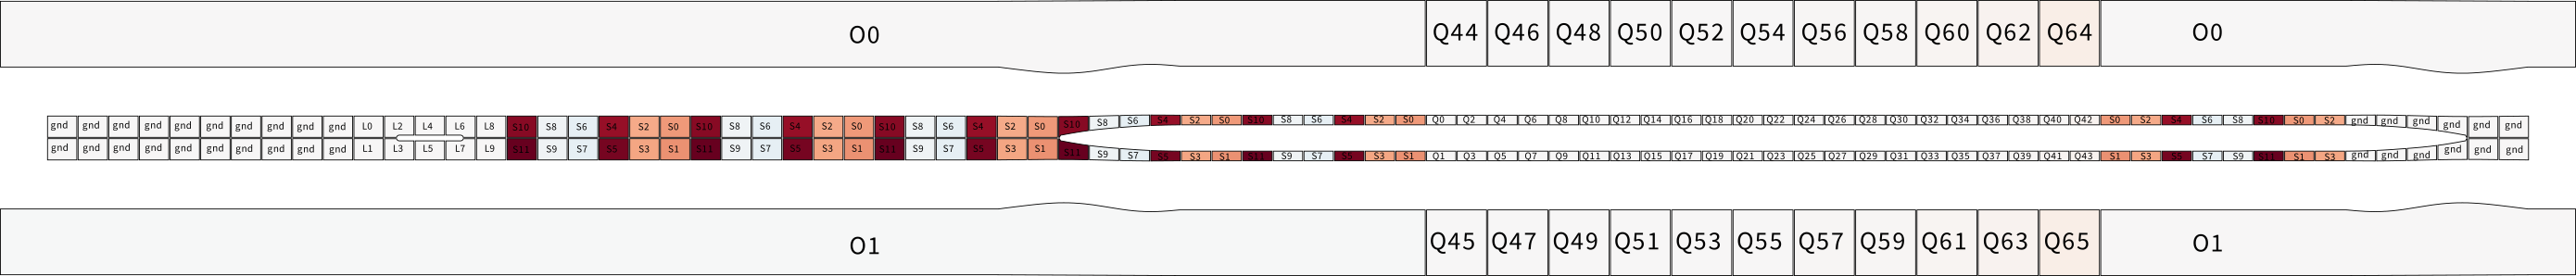 O0 Q44 Q46 Q48 Q50 Q52 Q54 Q56 Q58 Q60 Q62 Q64 O0
gnd gnd gnd gnd gnd gnd gnd gnd gnd gnd L0 L2 L4 L6 L8 S10 S8 S6 S4 S2 S0 S10 S8 S6 S4 S2 S0 S10 S8 S6 S4 S2 S0 S10 S8 S6 S4 S2 S0 S10 S8 S6 S4 S2 S0 Q0 Q2 Q4 Q6 Q8 Q10 Q12 Q14 Q16 Q18 Q20 Q22 Q24 Q26 Q28 Q30 Q32 Q34 Q36 Q38 Q40 Q42 S0 S2 S4 S6 S8 S10 S0 S2 gnd gnd gnd gnd gnd gnd
gnd gnd gnd gnd gnd gnd gnd gnd gnd gnd L1 L3 L5 L7 L9 S11 S9 S7 S5 S3 S1 S11 S9 S7 S5 S3 S1 S11 S9 S7 S5 S3 S1 S11 S9 S7 S5 S3 S1 S11 S9 S7 S5 S3 S1 Q1 Q3 Q5 Q7 Q9 Q11 Q13 Q15 Q17 Q19 Q21 Q23 Q25 Q27 Q29 Q31 Q33 Q35 Q37 Q39 Q41 Q43 S1 S3 S5 S7 S9 S11 S1 S3 gnd gnd gnd gnd gnd gnd
O1 Q45 Q47 Q49 Q51 Q53 Q55 Q57 Q59 Q61 Q63 Q65 O1